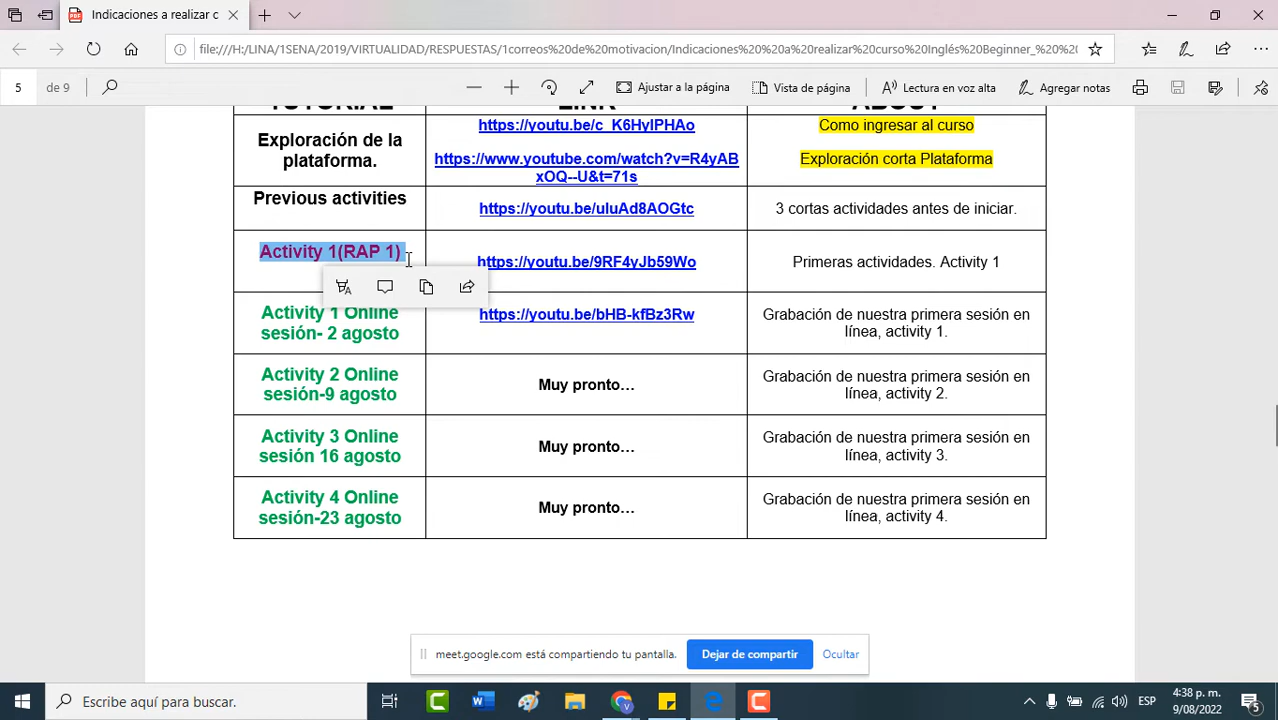 Indicaciones a realizar c
file:///H:/LINA/1SENA/2019/VIRTUALIDAD/RESPUESTAS/1correos%20de%20motivacion/Indicaciones%20%20a%20realizar%20curso%20Inglés%20Beginner_%20%20
5 de 9
Ajustar a la página
Vista de página
Lectura en voz alta
Agregar notas
TUTORIAL LINK ABOUT
Exploración de la
plataforma.
https://youtu.be/c_K6HyIPHAo
https://www.youtube.com/watch?v=R4yAB
xOQ--U&t=71s
Como ingresar al curso
Exploración corta Plataforma
Previous activities
https://youtu.be/uluAd8AOGtc
3 cortas actividades antes de iniciar.
Activity 1(RAP 1)
https://youtu.be/9RF4yJb59Wo
Primeras actividades. Activity 1
Activity 1 Online
sesión- 2 agosto
https://youtu.be/bHB-kfBz3Rw
Grabación de nuestra primera sesión en
línea, activity 1.
Activity 2 Online
sesión-9 agosto
Muy pronto…
Grabación de nuestra primera sesión en
línea, activity 2.
Activity 3 Online
sesión 16 agosto
Muy pronto…
Grabación de nuestra primera sesión en
línea, activity 3.
Activity 4 Online
sesión-23 agosto
Muy pronto…
Grabación de nuestra primera sesión en
línea, activity 4.
meet.google.com está compartiendo tu pantalla.
Dejar de compartir
Ocultar
Escribe aquí para buscar.
ESP
4:38 p. m.
9/08/2022
5